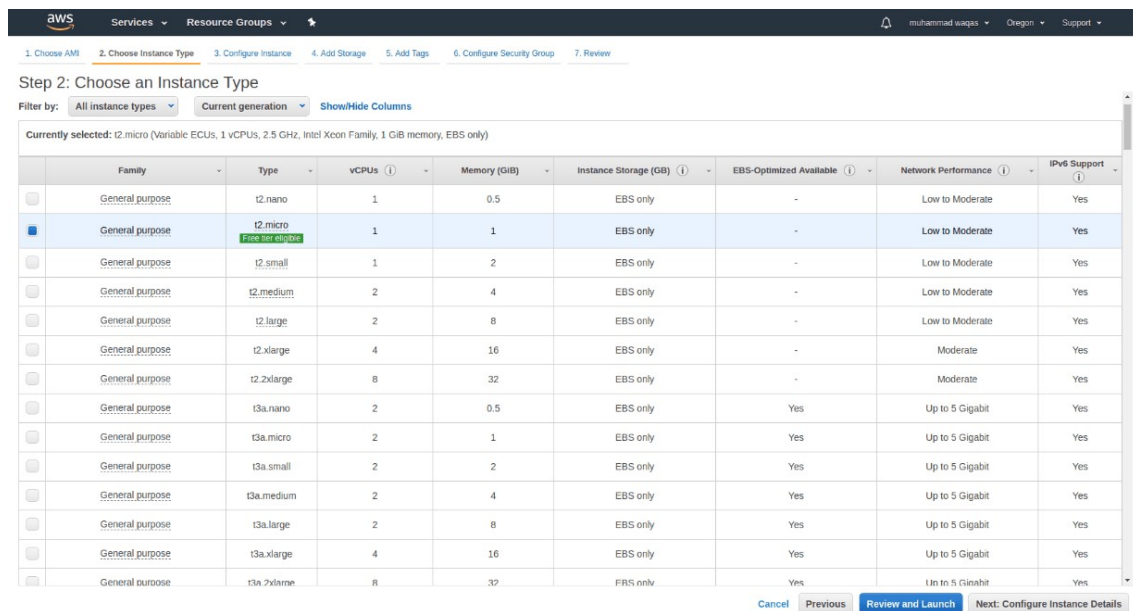 aws Services Resource Groups muhammad waqas Oregon Support
1. Choose AMI 2. Choose Instance Type 3. Configure Instance 4. Add Storage 5. Add Tags 6. Configure Security Group 7. Review
Step 2: Choose an Instance Type
Filter by: All instance types Current generation Show/Hide Columns
Currently selected: t2.micro (Variable ECUs, 1 vCPUs, 2.5 GHz, Intel Xeon Family, 1 GiB memory, EBS only)
Family Type vCPUs Memory (GiB) Instance Storage (GB) EBS-Optimized Available Network Performance IPv6 Support
General purpose t2.nano 1 0.5 EBS only - Low to Moderate Yes
General purpose t2.micro 1 1 EBS only - Low to Moderate Yes
Free tier eligible
General purpose t2.small 1 2 EBS only - Low to Moderate Yes
General purpose t2.medium 2 4 EBS only - Low to Moderate Yes
General purpose t2.large 2 8 EBS only - Low to Moderate Yes
General purpose t2.xlarge 4 16 EBS only - Moderate Yes
General purpose t2.2xlarge 8 32 EBS only - Moderate Yes
General purpose t3a.nano 2 0.5 EBS only Yes Up to 5 Gigabit Yes
General purpose t3a.micro 2 1 EBS only Yes Up to 5 Gigabit Yes
General purpose t3a.small 2 2 EBS only Yes Up to 5 Gigabit Yes
General purpose t3a.medium 2 4 EBS only Yes Up to 5 Gigabit Yes
General purpose t3a.large 2 8 EBS only Yes Up to 5 Gigabit Yes
General purpose t3a.xlarge 4 16 EBS only Yes Up to 5 Gigabit Yes
General purpose t3a.2xlarge 8 32 EBS only Yes Up to 5 Gigabit Yes
Cancel Previous Review and Launch Next: Configure Instance Details